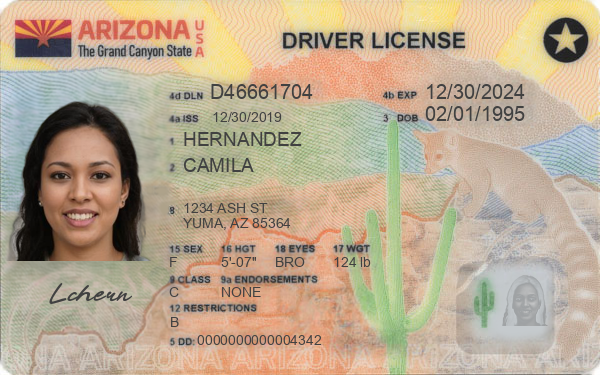 ARIZONA USA
The Grand Canyon State
DRIVER LICENSE
4d DLN D46661704
4b EXP 12/30/2024
4a ISS 12/30/2019
3 DOB 02/01/1995
1 HERNANDEZ
2 CAMILA
8 1234 ASH ST
YUMA, AZ 85364
15 SEX 16 HGT 18 EYES 17 WGT
F 5'-07" BRO 124 lb
9 CLASS 9a ENDORSEMENTS
C NONE
12 RESTRICTIONS
B
5 DD: 0000000000004342
ARIZONA ARIZONA ARIZONA ARIZONA